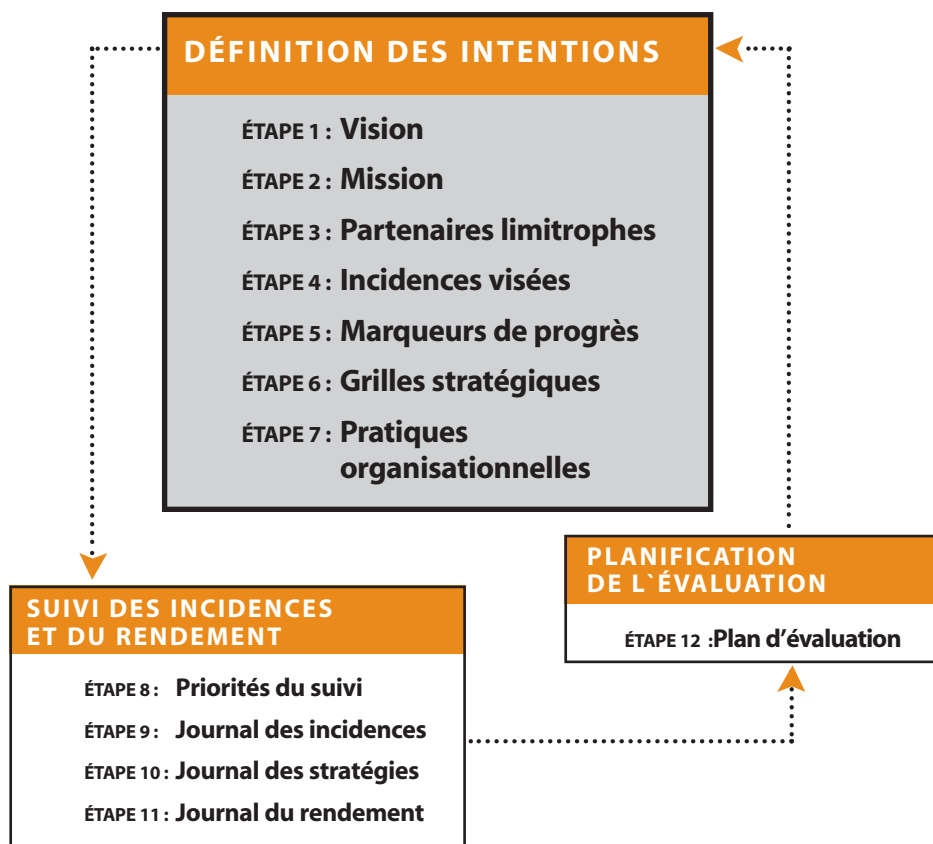 DÉFINITION DES INTENTIONS
ÉTAPE 1 : Vision
ÉTAPE 2 : Mission
ÉTAPE 3 : Partenaires limitrophes
ÉTAPE 4 : Incidences visées
ÉTAPE 5 : Marqueurs de progrès
ÉTAPE 6 : Grilles stratégiques
ÉTAPE 7 : Pratiques
organisationnelles
SUIVI DES INCIDENCES
ET DU RENDEMENT
ÉTAPE 8 : Priorités du suivi
ÉTAPE 9 : Journal des incidences
ÉTAPE 10 : Journal des stratégies
ÉTAPE 11 : Journal du rendement
PLANIFICATION
DE L`ÉVALUATION
ÉTAPE 12 :Plan d’évaluation